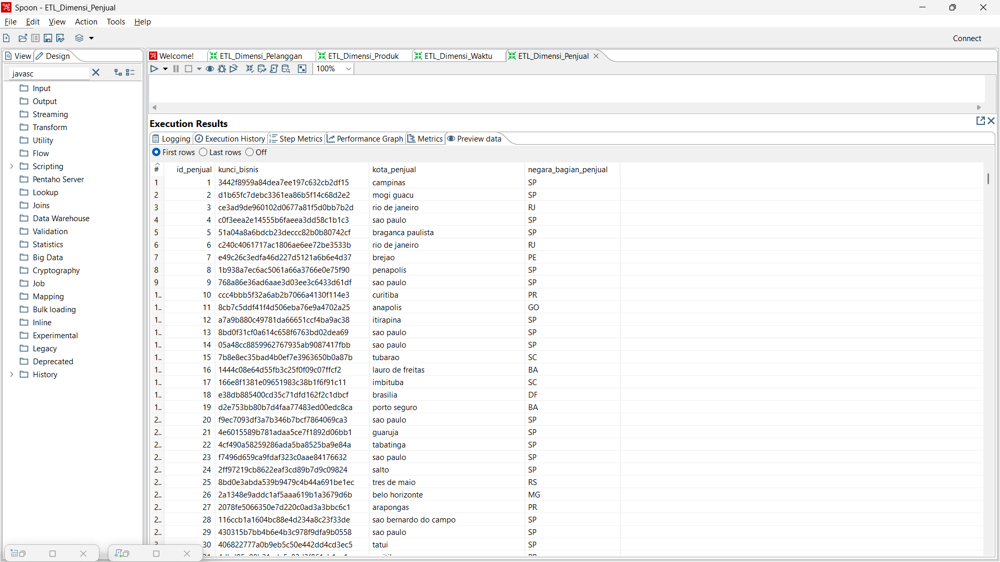 Spoon - ETL_Dimensi_Penjual
File Edit View Action Tools Help
Connect
View Design
Welcome! ETL_Dimensi_Pelanggan ETL_Dimensi_Produk ETL_Dimensi_Waktu ETL_Dimensi_Penjual
javasc
100%
Input
Output
Streaming
Transform
Utility
Flow
Scripting
Pentaho Server
Lookup
Joins
Data Warehouse
Validation
Statistics
Big Data
Cryptography
Job
Mapping
Bulk loading
Inline
Experimental
Legacy
Deprecated
History
Execution Results
Logging Execution History Step Metrics Performance Graph Metrics Preview data
First rows Last rows Off
# id_penjual kunci_bisnis kota_penjual negara_bagian_penjual
1 1 3442f8959a84dea7ee197c632cb2df15 campinas SP
2 2 d1b65fc7debc3361ea86b5f14c68d2e2 mogi guacu SP
3 3 ce3ad9de960102d0677a81f5d0bb7b2d rio de janeiro RJ
4 4 c0f3eea2e14555b6faeea3dd58c1b1c3 sao paulo SP
5 5 51a04a8a6bdcb23deccc82b0b80742cf braganca paulista SP
6 6 c240c4061717ac1806ae6ee72be3533b rio de janeiro RJ
7 7 e49c26c3edfa46d227d5121a6b6e4d37 brejao PE
8 8 1b938a7ec6ac5061a66a3766e0e75f90 penapolis SP
9 9 768a86e36ad6aae3d03ee3c6433d61df sao paulo SP
1.. 10 ccc4bbb5f32a6ab2b7066a4130f114e3 curitiba PR
1.. 11 8cb7c5ddf41f4d506eba76e9a4702a25 anapolis GO
1.. 12 a7a9b880c49781da66651ccf4ba9ac38 itirapina SP
1.. 13 8bd0f31cf0a614c658f6763bd02dea69 sao paulo SP
1.. 14 05a48cc8859962767935ab9087417fbb sao paulo SP
1.. 15 7b8e8ec35bad4b0ef7e3963650b0a87b tubarao SC
1.. 16 1444c08e64d55fb3c25f0f09c07ffcf2 lauro de freitas BA
1.. 17 166e8f1381e09651983c38b1f6f91c11 imbituba SC
1.. 18 e38db885400cd35c71dfd162f2c1dbcf brasilia DF
1.. 19 d2e753bb80b7d4faa77483ed00edc8ca porto seguro BA
2.. 20 f9ec7093df3a7b346b7bcf7864069ca3 sao paulo SP
2.. 21 4e6015589b781adaa5ce7f1892d06bb1 guaruja SP
2.. 22 4cf490a58259286ada5ba8525ba9e84a tabatinga SP
2.. 23 f7496d659ca9fdaf323c0aae84176632 sao paulo SP
2.. 24 2ff97219cb8622eaf3cd89b7d9c09824 salto SP
2.. 25 8bd0e3abda539b9479c4b44a691be1ec tres de maio RS
2.. 26 2a1348e9addc1af5aaa619b1a3679d6b belo horizonte MG
2.. 27 2078fe5066350e7d220c0ad3a3bbc6c1 arapongas PR
2.. 28 116ccb1a1604bc88e4d234a8c23f33de sao bernardo do campo SP
2.. 29 430315b7bb4b6e4b3c978f9dfa9b0558 sao paulo SP
30 406822777a0b9eb5c50e442dd4cd3ec5 tatui SP